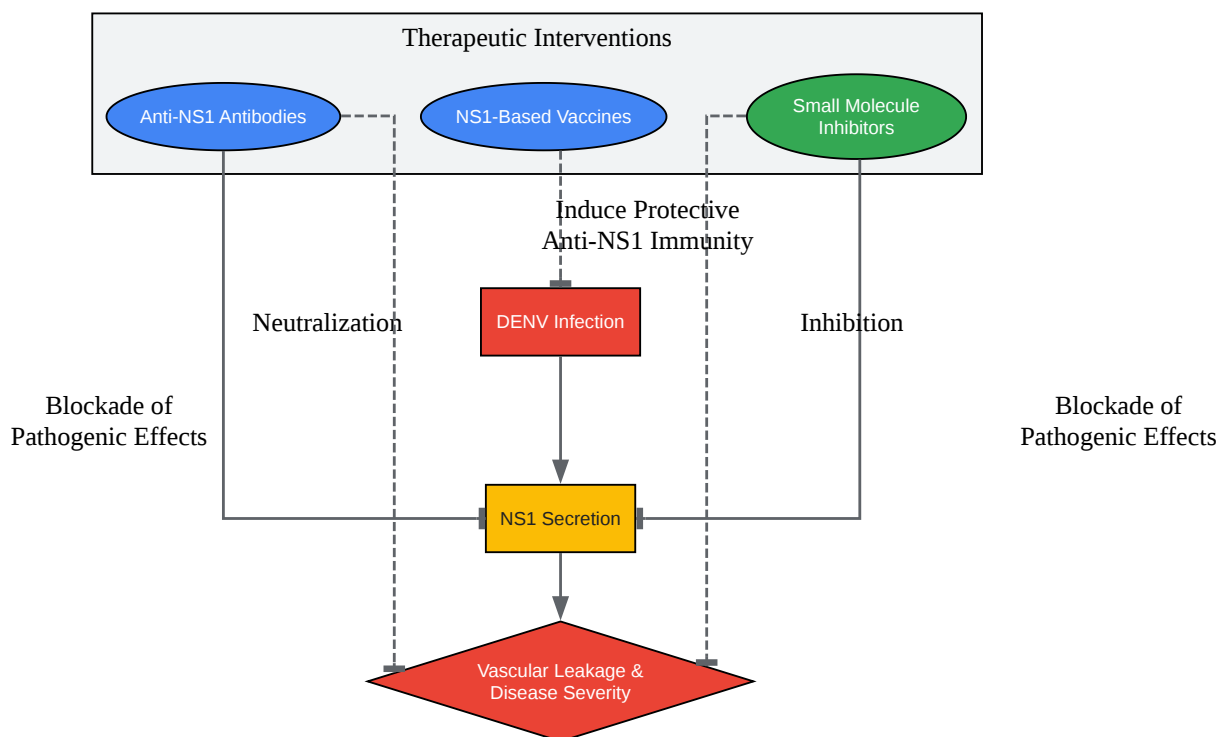 Therapeutic Interventions
Anti-NS1 Antibodies
NS1-Based Vaccines
Small Molecule
Inhibitors
Induce Protective
Anti-NS1 Immunity
Neutralization
DENV Infection
Inhibition
Blockade of
Pathogenic Effects
Blockade of
Pathogenic Effects
NS1 Secretion
Vascular Leakage &
Disease Severity